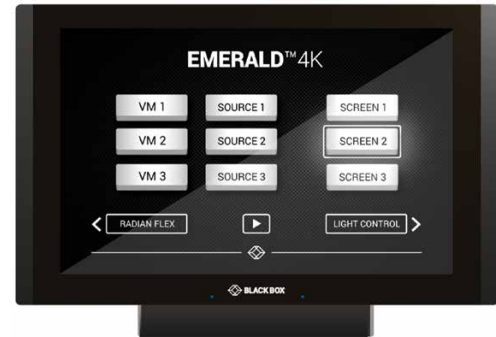 EMERALD™4K
VM 1 SOURCE 1 SCREEN 1
VM 2 SOURCE 2 SCREEN 2
VM 3 SOURCE 3 SCREEN 3
RADIAN FLEX LIGHT CONTROL
BLACK BOX